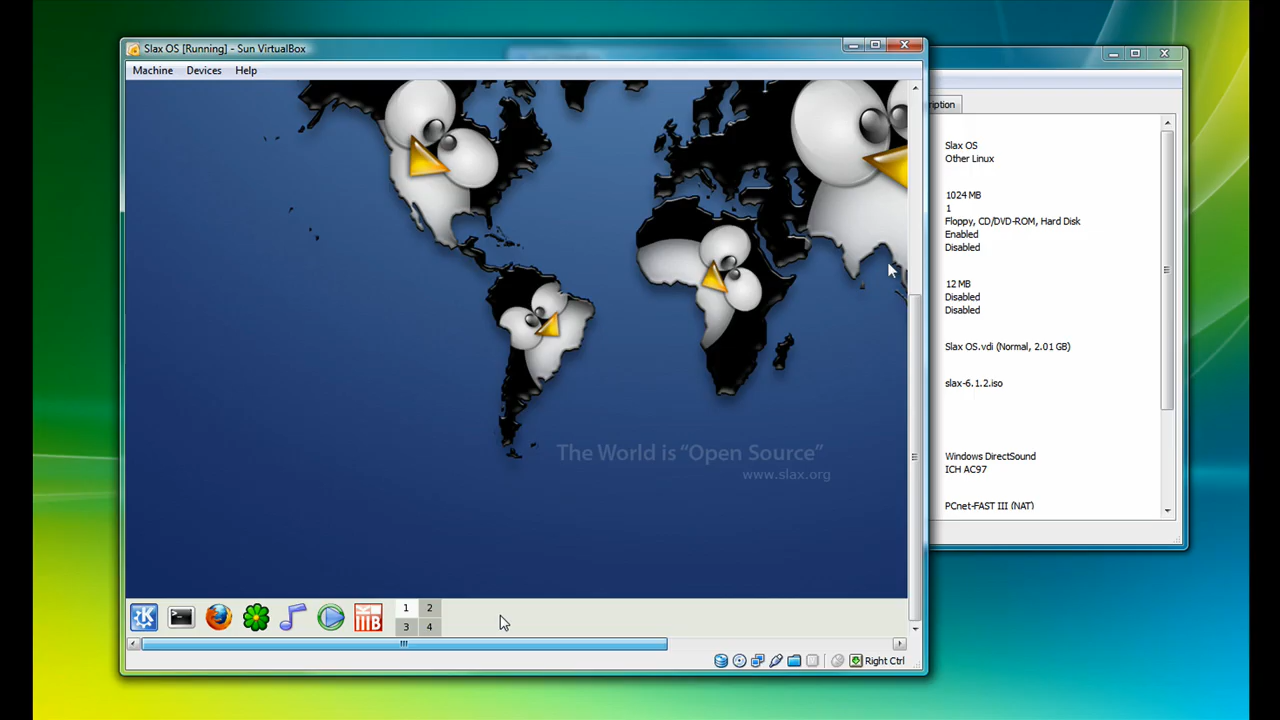 Slax OS [Running] - Sun VirtualBox
Machine Devices Help
The World is “Open Source”
www.slax.org
1 2
3 4
Right Ctrl
ription
Slax OS
Other Linux
1024 MB
1
Floppy, CD/DVD-ROM, Hard Disk
Enabled
Disabled
12 MB
Disabled
Disabled
Slax OS.vdi (Normal, 2.01 GB)
slax-6.1.2.iso
Windows DirectSound
ICH AC97
PCnet-FAST III (NAT)